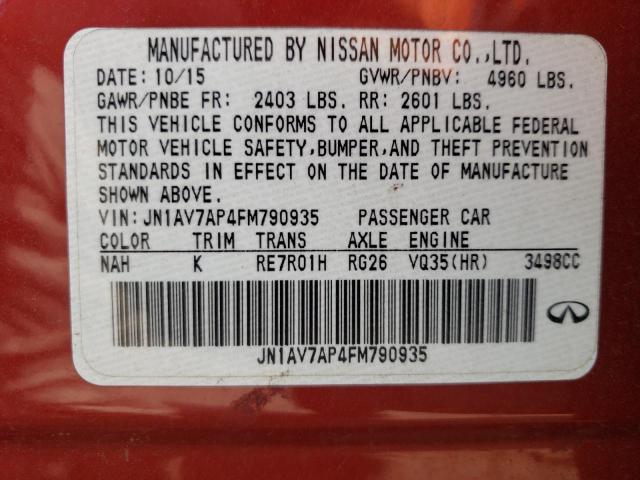 MANUFACTURED BY NISSAN MOTOR CO.,LTD.
DATE: 10/15 GVWR/PNBV: 4960 LBS.
GAWR/PNBE FR: 2403 LBS. RR: 2601 LBS.
THIS VEHICLE CONFORMS TO ALL APPLICABLE FEDERAL
MOTOR VEHICLE SAFETY,BUMPER,AND THEFT PREVENTION
STANDARDS IN EFFECT ON THE DATE OF MANUFACTURE
SHOWN ABOVE.
VIN:JN1AV7AP4FM790935 PASSENGER CAR
COLOR TRIM TRANS AXLE ENGINE
NAH K RE7R01H RG26 VQ35(HR) 3498CC
JN1AV7AP4FM790935